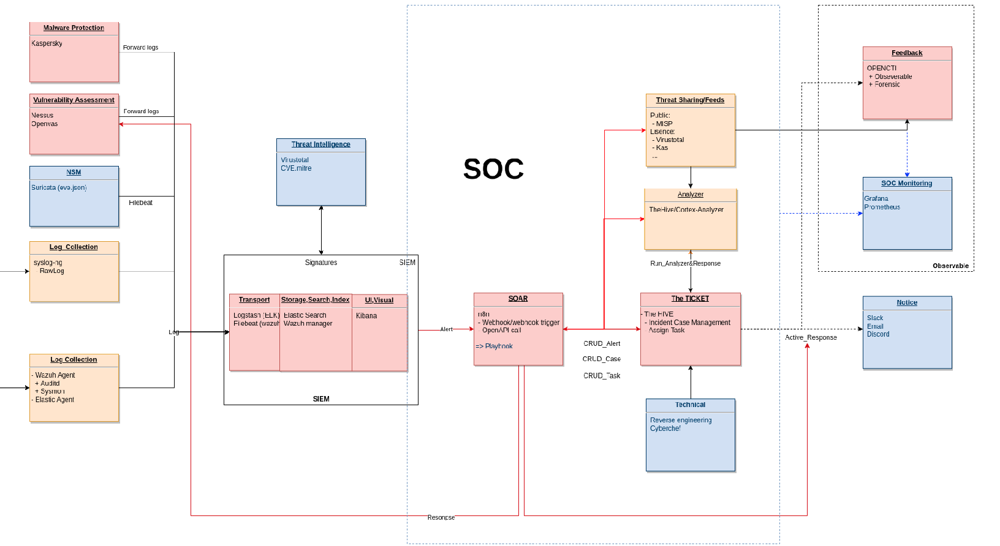 Malware Protection
Kaspersky
Forward logs
Vulnerability Assessment
Nessus
Openvas
Forward logs
NSM
Suricata (eve.json)
Filebeat
Log Collection
syslog-ng
- RawLog
Log
Log Collection
- Wazuh Agent
+ Auditd
+ Sysmon
- Elastic Agent
Threat Intelligence
Virustotal
CVE.mitre
Signatures
SIEM
Transport
Logstash (ELK)
Filebeat (wazuh
Storage,Search,Index
Elastic Search
Wazuh manager
UI,Visual
Kibana
SIEM
SOC
Alert
SOAR
n8n
- Webhook/webhook trigger
- OpenAPI call
=> Playbook
Resonpse
CRUD_Alert
CRUD_Case
CRUD_Task
Threat Sharing/Feeds
Public:
- MISP
Lisence:
- Virustotal
- Kas
...
Analyzer
TheHive/Cortex-Analyzer
Run_Analyzer&Response
The TICKET
- The HIVE
- Incident Case Management
- Assign Task
Technical
Reverse engineering
Cyberchef
Active_Response
Feedback
OPENCTI
+ Obseverable
+ Forensic
SOC Monitoring
Grafana
Prometheus
Observable
Notice
Slack
Email
Discord